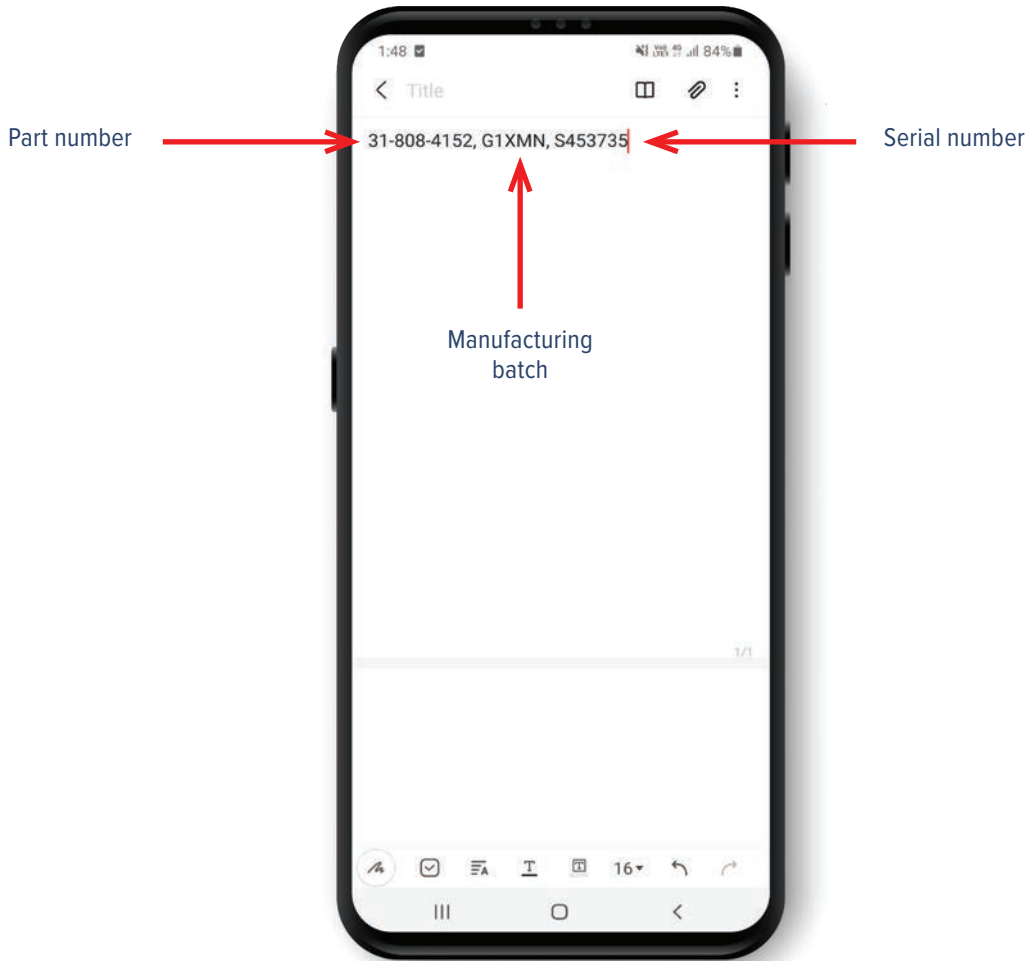 1:48 84%
Title
Part number 31-808-4152, G1XMN, S453735 Serial number
Manufacturing
batch
1/1
16